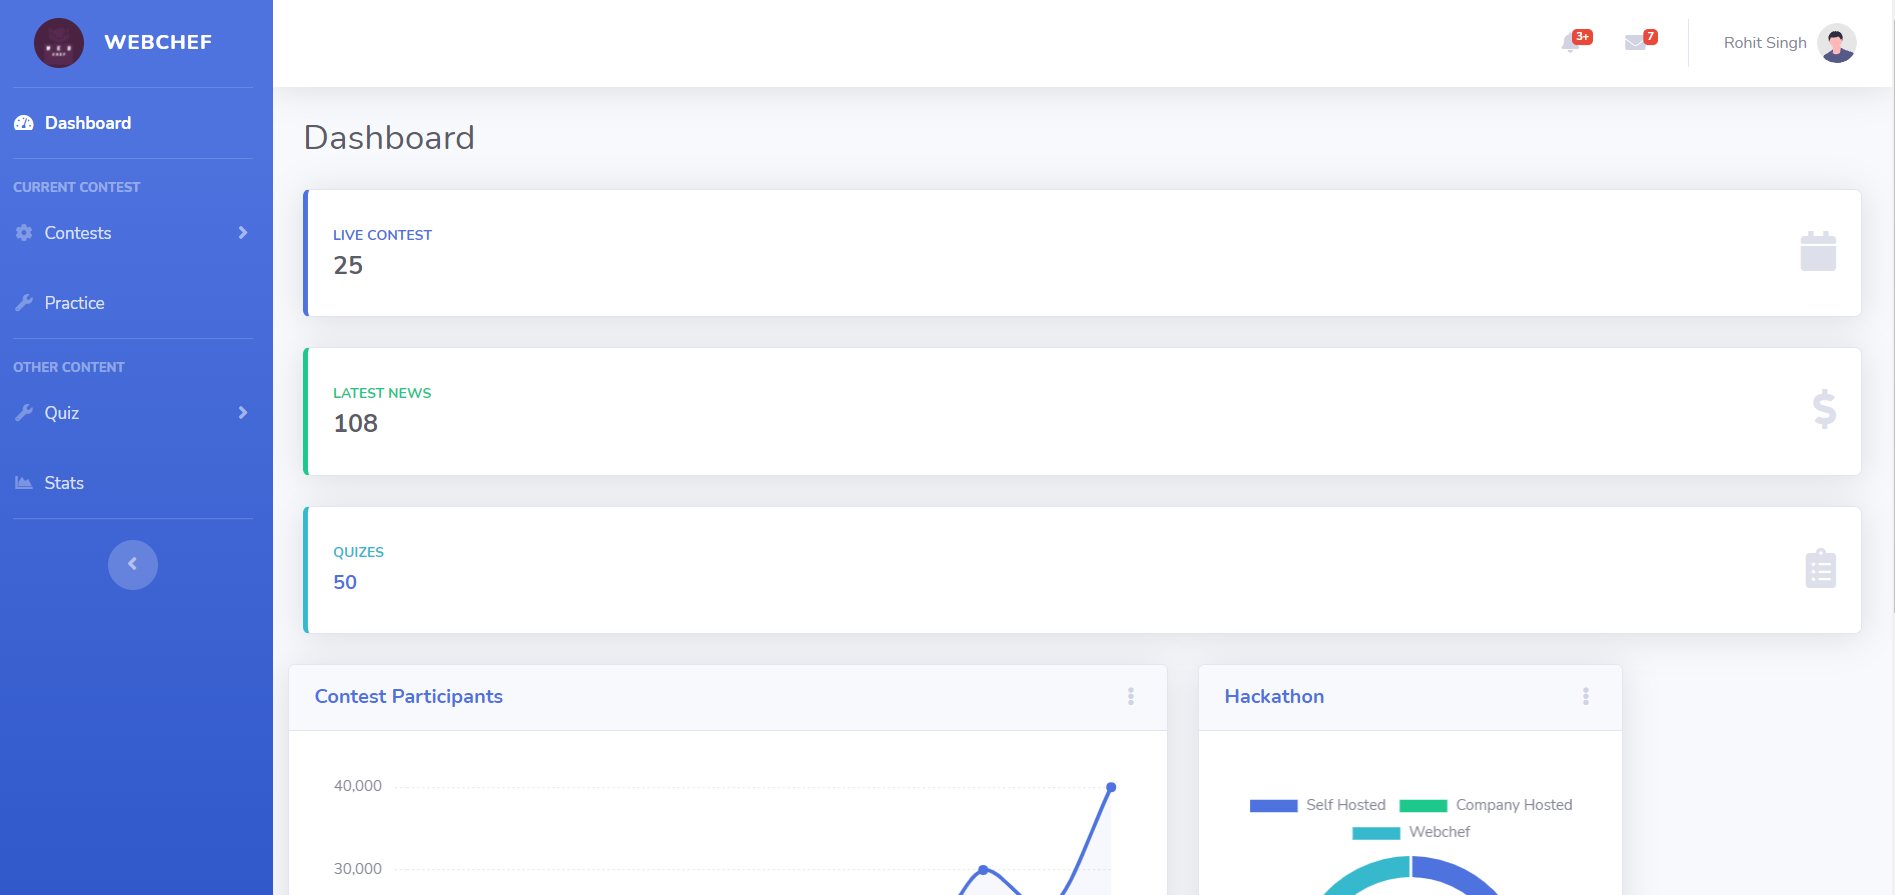 WEBCHEF
Dashboard
CURRENT CONTEST
Contests
Practice
OTHER CONTENT
Quiz
Stats
3+
7
Rohit Singh
Dashboard
LIVE CONTEST
25
LATEST NEWS
108
QUIZES
50
Contest Participants
40,000
30,000
Hackathon
Self Hosted
Company Hosted
Webchef